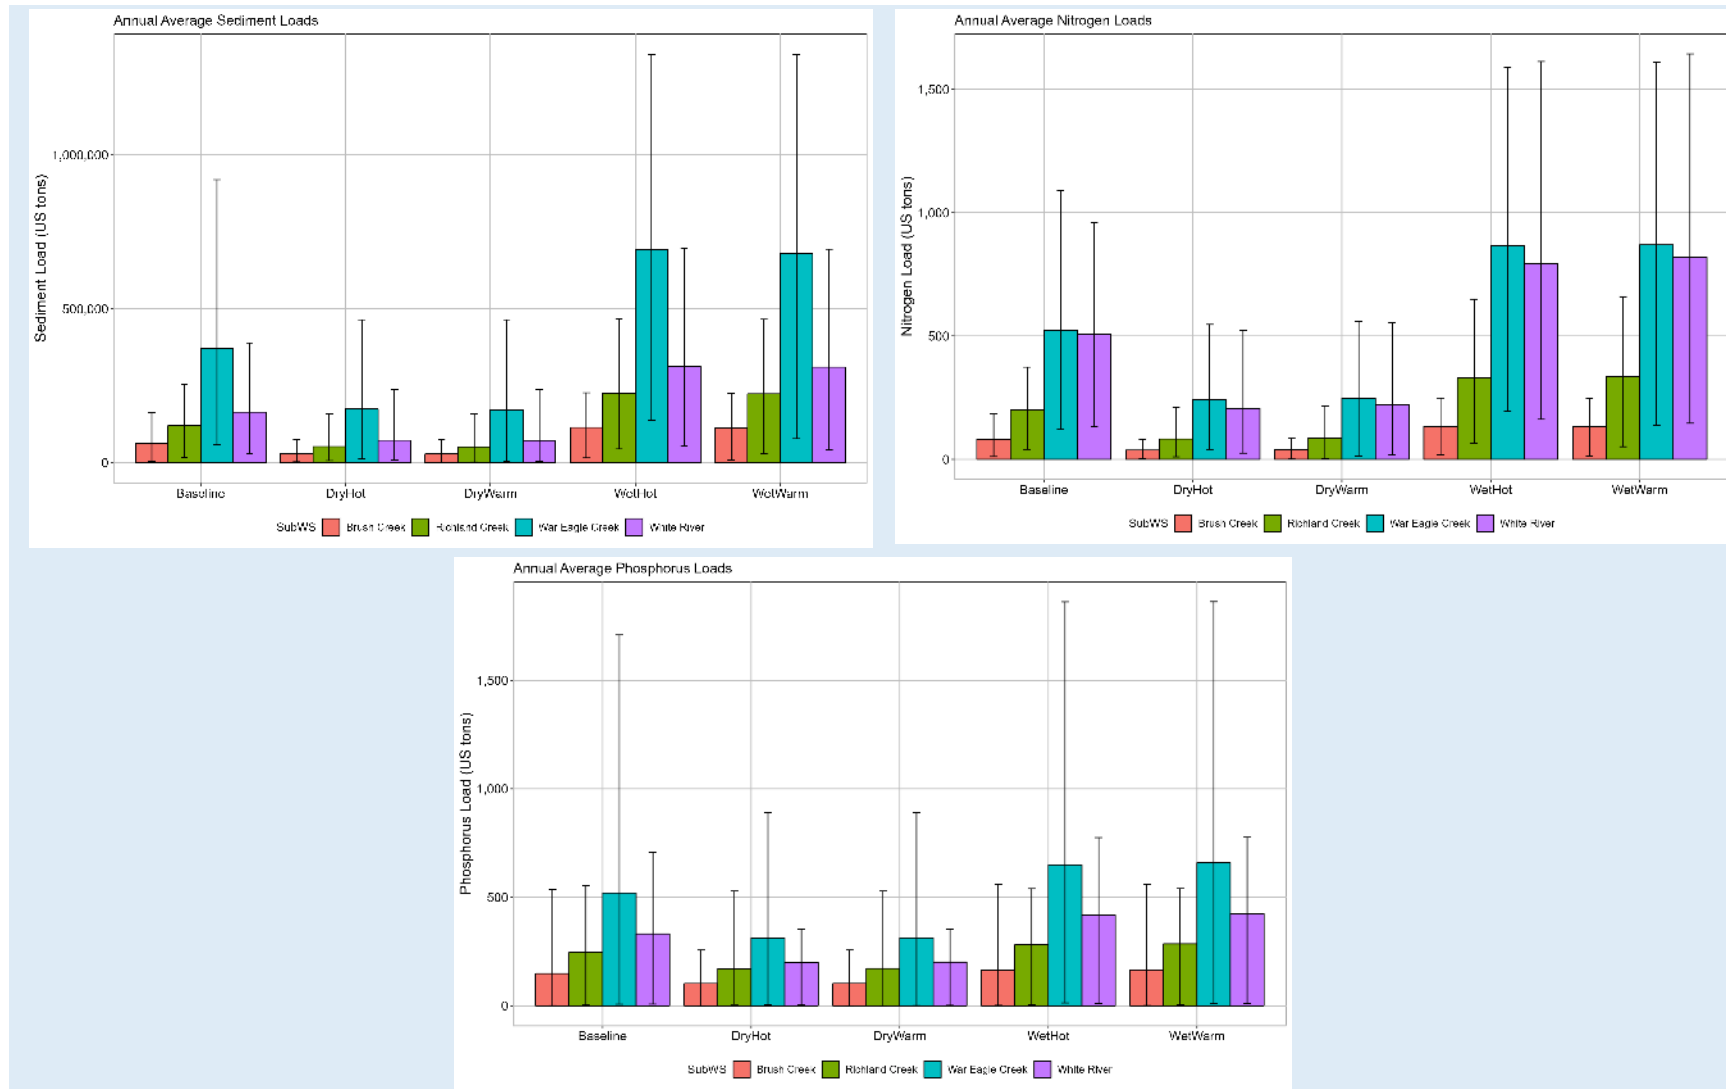 Annual Average Sediment Loads
Sediment Load (US tons)
1,000,000
500,000
0
Baseline DryHot DryWarm WetHot WetWarm
SubWS Brush Creek Richland Creek War Eagle Creek White River
Annual Average Nitrogen Loads
Nitrogen Load (US tons)
1,500
1,000
500
0
Baseline DryHot DryWarm WetHot WetWarm
SubWS Brush Creek Richland Creek War Eagle Creek White River
Annual Average Phosphorus Loads
Phosphorus Load (US tons)
1,500
1,000
500
0
Baseline DryHot DryWarm WetHot WetWarm
SubWS Brush Creek Richland Creek War Eagle Creek White River